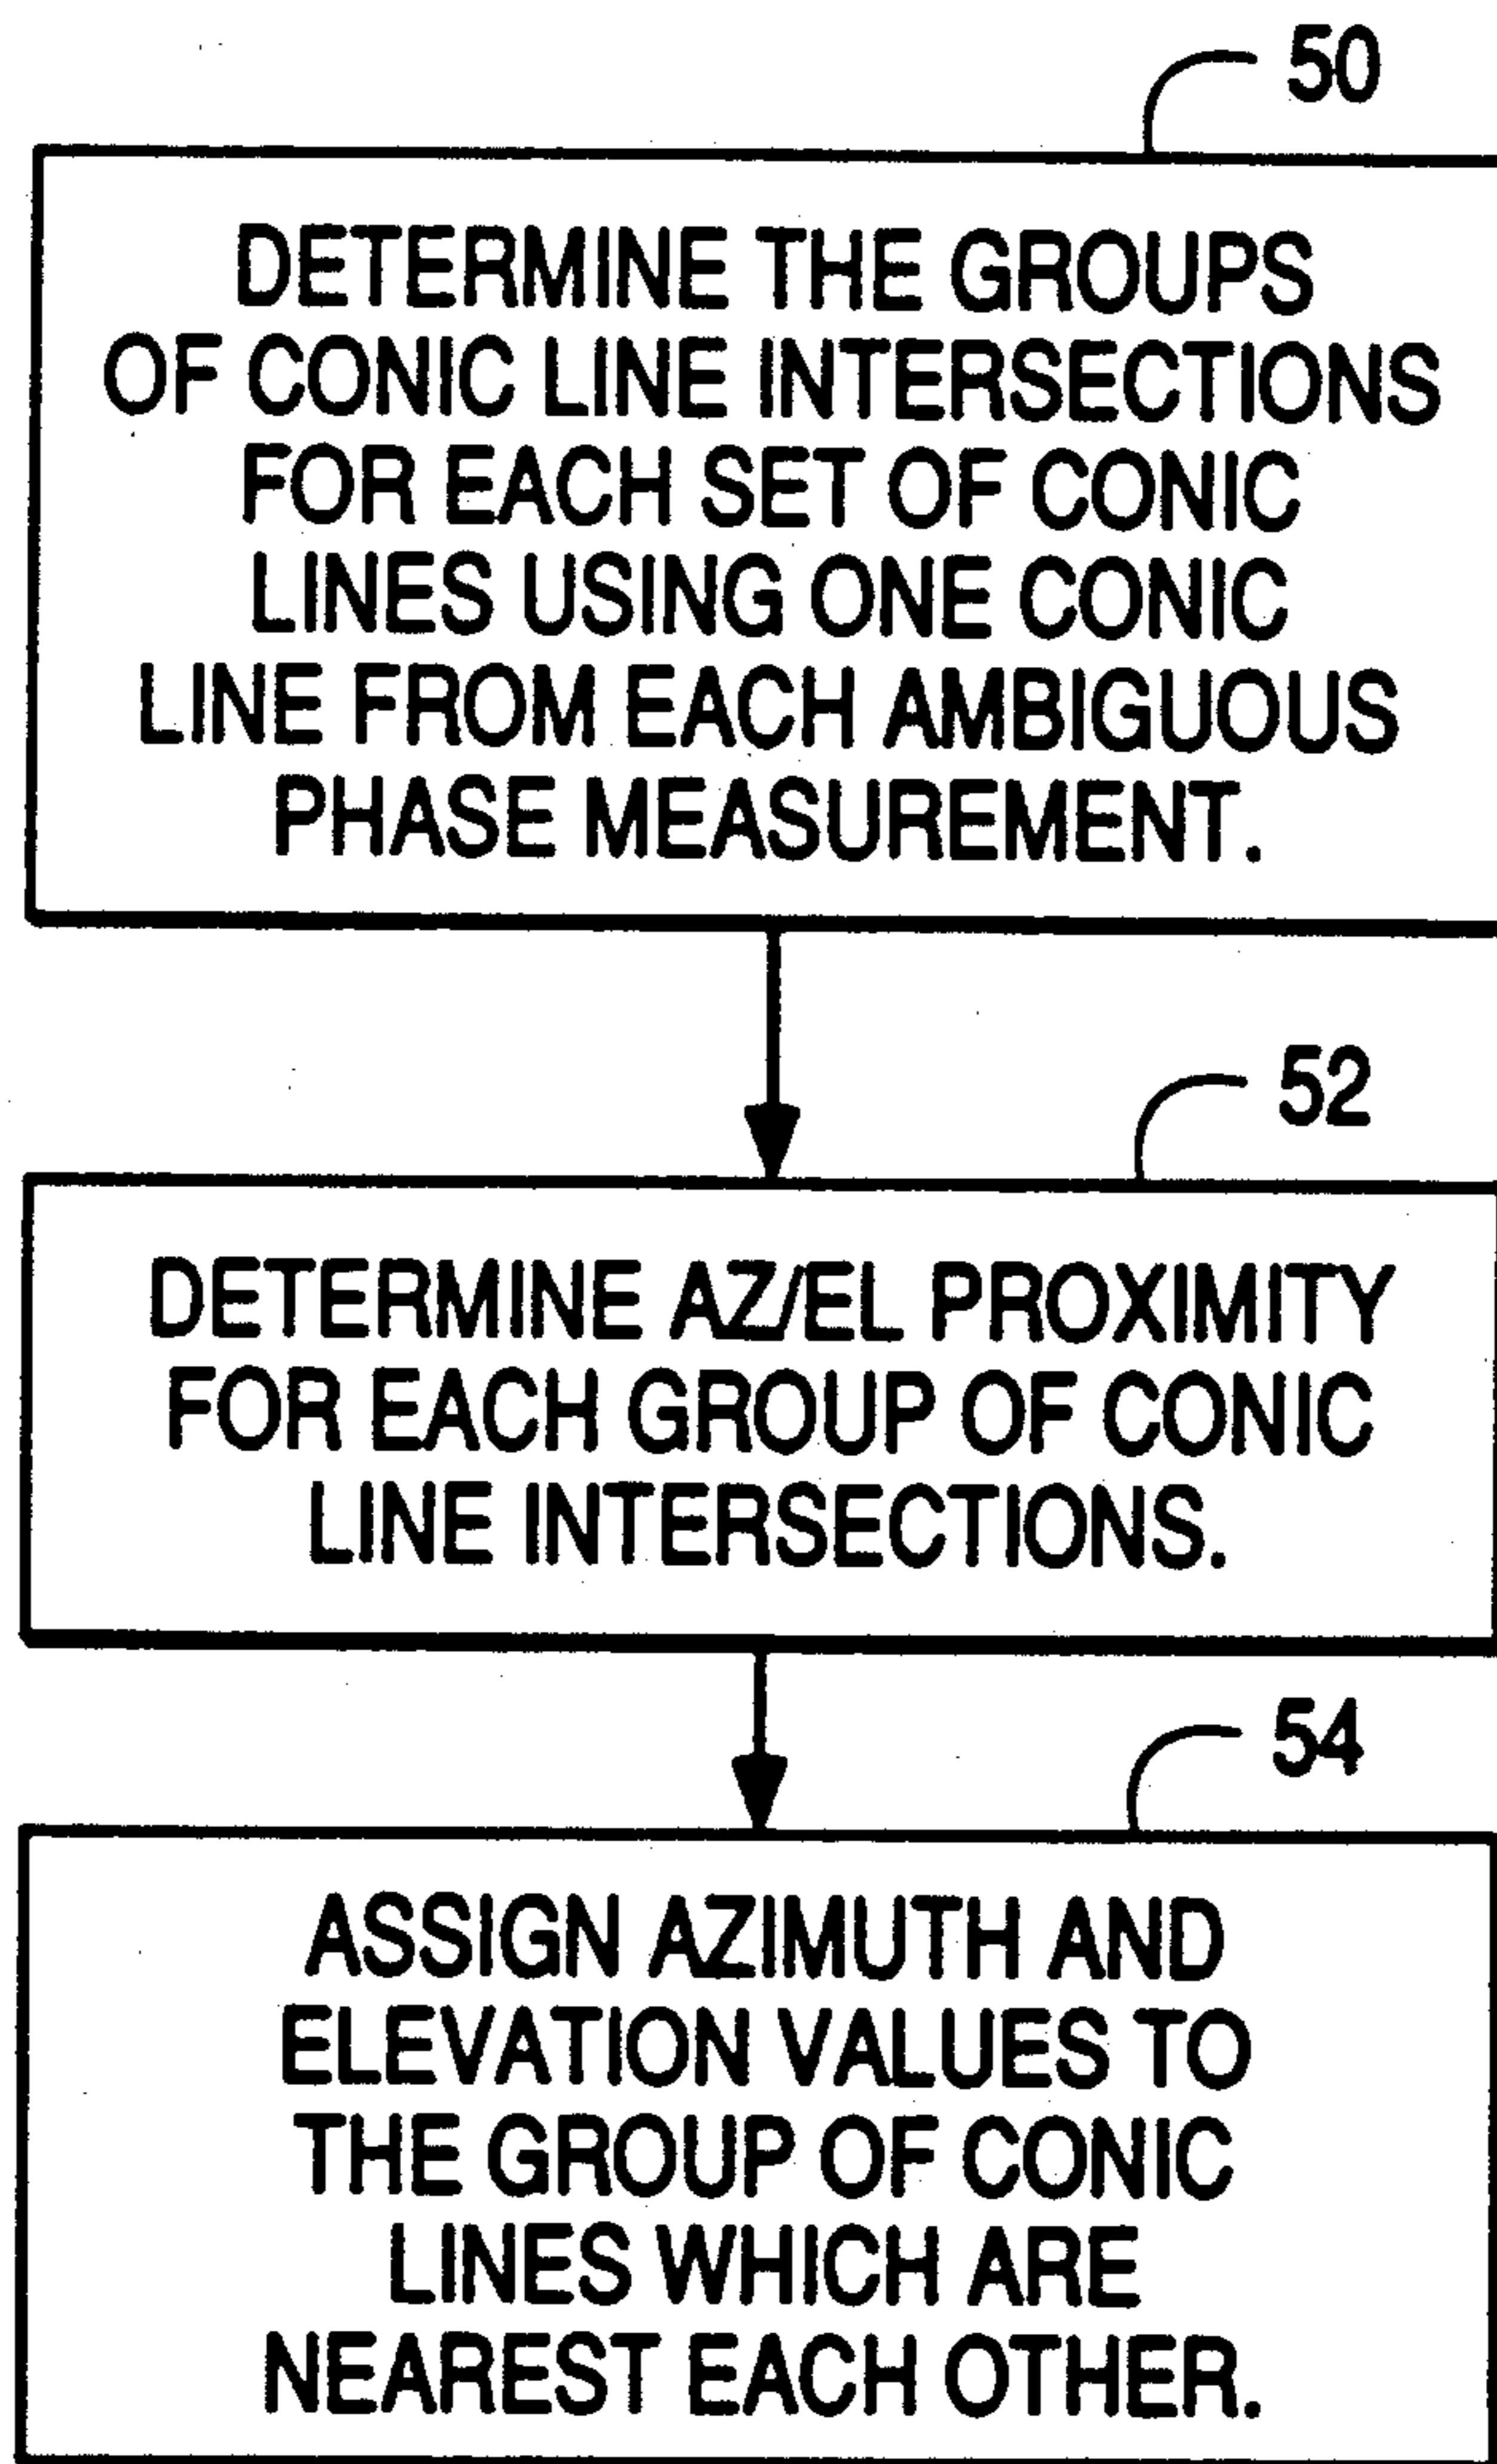 50
DETERMINE THE GROUPS
OF CONIC LINE INTERSECTIONS
FOR EACH SET OF CONIC
LINES USING ONE CONIC
LINE FROM EACH AMBIGUOUS
PHASE MEASUREMENT.
52
DETERMINE AZ/EL PROXIMITY
FOR EACH GROUP OF CONIC
LINE INTERSECTIONS.
54
ASSIGN AZIMUTH AND
ELEVATION VALUES TO
THE GROUP OF CONIC
LINES WHICH ARE
NEAREST EACH OTHER.